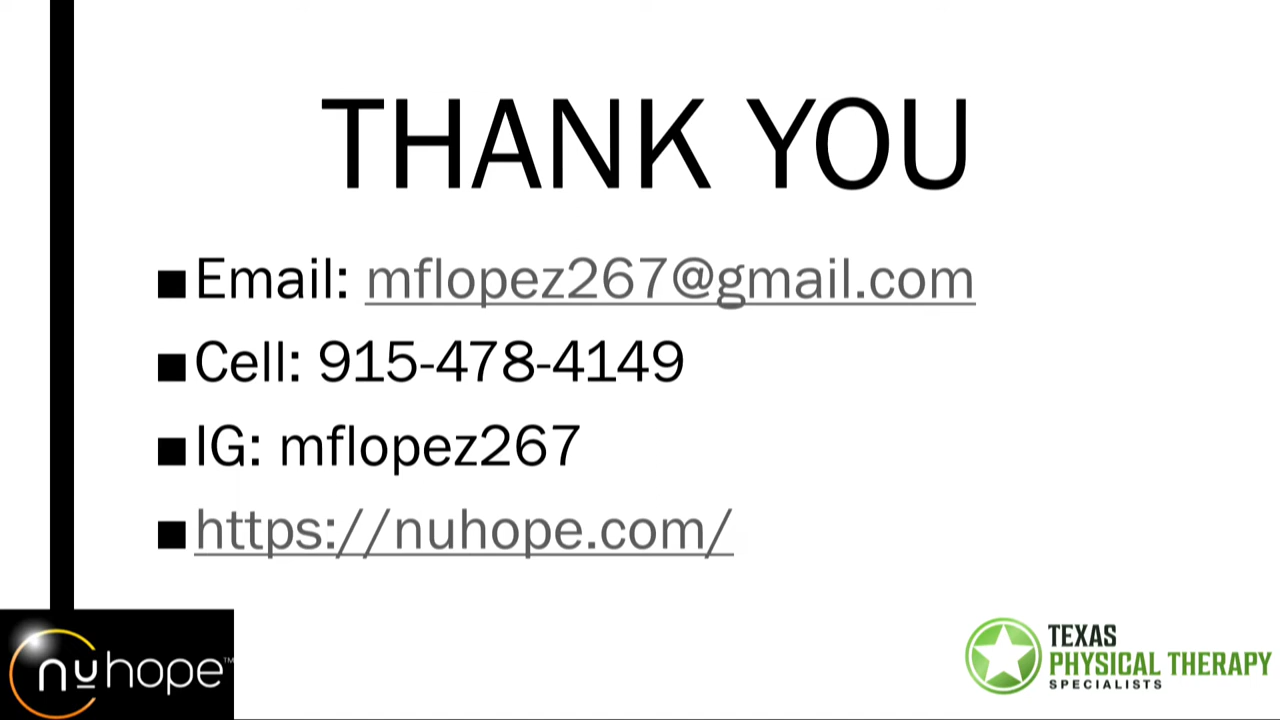 THANK YOU
■Email: mflopez267@gmail.com
■Cell: 915-478-4149
■IG: mflopez267
■https://nuhope.com/
nuhope™
TEXAS
PHYSICAL THERAPY
SPECIALISTS